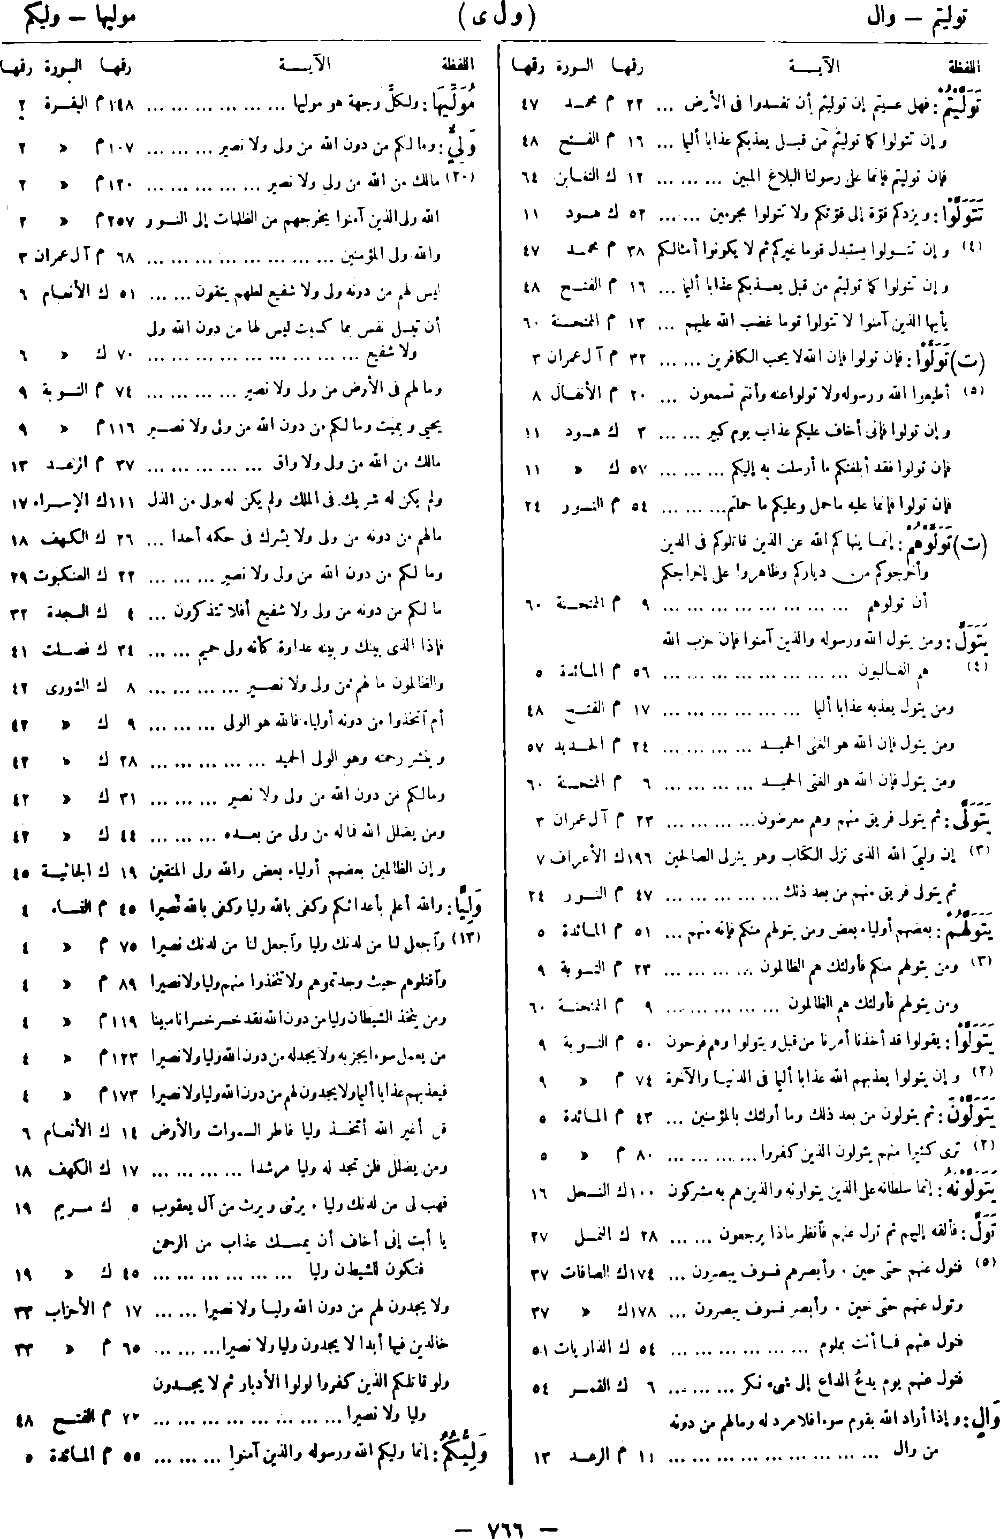 توليتم – وال
(ولى)
موليها – وليكم
اللفظة الآيــة رقمها السورة رقمها
تَوَلَّيْتُمْ: فهل عسيتم إن توليتم أن تفسدوا فى الأرض ... ٢٢ م محمد ٤٧
وإن تتولوا كما توليتم من قبل يعذبكم عذابا أليما ... ١٦ م الفتح ٤٨
فإن توليتم فإنما على رسولنا البلاغ المبين ... ... ١٢ ك التغابن ٦٤
تَتَوَلَّوْا: ويزدكم قوّة إلى قوّتكم ولا تتولوا مجرمين ... ... ٥٢ ك هود ١١
(٤) وإن تتولوا يستبدل قوما غيركم ثم لا يكونوا أمثالكم ٣٨ م محمد ٤٧
وإن تتولوا كما توليتم من قبل يعذبكم عذابا أليما ... ١٦ م الفتح ٤٨
يأيها الذين آمنوا لا تتولوا قوما غضب الله عليهم ... ١٣ م الممتحنة ٦٠
(ت) تَوَلَّوْا: فإن تولوا فإن الله لا يحب الكافرين ... ... ٣٢ م آل عمران ٣
(٥) أطيعوا الله ورسوله ولا تولوا عنه وأنتم تسمعون ... ٢٠ م الأنفال ٨
وإن تولوا فإنى أخاف عليكم عذاب يوم كبير ... ... ٣ ك هود ١١
فإن تولوا فقد أبلغتكم ما أرسلت به إليكم ... ... ... ٥٧ ك » ١١
فإن تولوا فإنما عليه ما حمل وعليكم ما حملتم ... ... ... ٥٤ م النور ٢٤
(ت) تَوَلَّوْهُمْ: إنما ينهاكم الله عن الذين قاتلوكم فى الدين
وأخرجوكم من دياركم وظاهروا على إخراجكم
أن تولوهم ... ... ... ... ... ... ... ... ٩ م الممتحنة ٦٠
يَتَوَلَّ: ومن يتول الله ورسوله والذين آمنوا فإن حزب الله
(٤) هم الغالبون ... ... ... ... ... ... ... ... ٥٦ م المائدة ٥
ومن يتول يعذبه عذابا أليما ... ... ... ... ... ... ١٧ م الفتح ٤٨
ومن يتول فإن الله هو الغنى الحميد ... ... ... ... ٢٤ م الحديد ٥٧
ومن يتول فإن الله هو الغنى الحميد ... ... ... ... ٦ م الممتحنة ٦٠
يَتَوَلَّى: ثم يتولى فريق منهم وهم معرضون ... ... ... ... ٢٣ م آل عمران ٣
(٣) إن ولييَ الله الذى نزل الكتاب وهو يتولى الصالحين ١٩٦ ك الأعراف ٧
ثم يتولى فريق منهم من بعد ذلك ... ... ... ... ... ٤٧ م النور ٢٤
يَتَوَلَّهُمْ: بعضهم أولياء بعض ومن يتولهم منكم فإنه منهم ... ٥١ م المائدة ٥
(٣) ومن يتولهم منكم فأولئك هم الظالمون ... ... ... ... ٢٣ م التوبة ٩
ومن يتولهم فأولئك هم الظالمون ... ... ... ... ... ٩ م الممتحنة ٦٠
يَتَوَلَّوْا: يقولوا قد أخذنا أمرنا من قبل ويتولوا وهم فرحون ٥٠ م التوبة ٩
(٢) وإن يتولوا يعذبهم الله عذابا أليما فى الدنيا والآخرة ٧٤ م » ٩
يَتَوَلَّوْنَ: ثم يتولون من بعد ذلك وما أولئك بالمؤمنين ... ... ٤٣ م المائدة ٥
(٢) ترى كثيرا منهم يتولون الذين كفروا ... ... ... ... ٨٠ م » ٥
يَتَوَلَّوْنَهُ: إنما سلطانه على الذين يتولونه والذين هم به مشركون ١٠٠ ك النحل ١٦
تَوَلَّ: فألقه إليهم ثم تول عنهم فأنظر ماذا يرجعون ... ... ٢٨ ك النمل ٢٧
(٥) فتول عنهم حتى حين ٠ وأبصرهم فسوف يبصرون ... ١٧٤ ك الصافات ٣٧
وتول عنهم حتى حين ٠ وأبصر فسوف يبصرون ... ١٧٨ ك » ٣٧
فتول عنهم فما أنت بملوم ... ... ... ... ... ... ٥٤ ك الذاريات ٥١
فتول عنهم يوم يدعُ الداع إلى شىء نكر ... ... ... ٦ ك القمر ٥٤
وَالٍ: وإذا أراد الله بقوم سوءا فلا مرد له وما لهم من دونه
من وال ... ... ... ... ... ... ... ... ... ١١ م الرعد ١٣
اللفظة الآيــة رقمها السورة رقمها
مُوَلِّيهَا: ولكلٍّ وجهة هو موليها ... ... ... ... ... ... ١٤٨ م البقرة ٢
وَلِيٍّ: وما لكم من دون الله من ولى ولا نصير ... ... ... ١٠٧ م » ٢
(٢٠) مالك من الله من ولى ولا نصير ... ... ... ... ... ١٢٠ م » ٢
الله ولى الذين آمنوا يخرجهم من الظلمات إلى النور ٢٥٧ م » ٢
والله ولى المؤمنين ... ... ... ... ... ... ... ... ٦٨ م آل عمران ٣
ليس لهم من دونه ولى ولا شفيع لعلهم يتقون ... ... ٥١ ك الأنعام ٦
أن تبسل نفس بما كسبت ليس لها من دون الله ولى
ولا شفيع ... ... ... ... ... ... ... ... ... ٧٠ ك » ٦
وما لهم فى الأرض من ولى ولا نصير ... ... ... ... ٧٤ م التوبة ٩
يحيى ويميت وما لكم من دون الله من ولى ولا نصير ١١٦ م » ٩
مالك من الله من ولى ولا واق ... ... ... ... ... ٣٧ م الرعد ١٣
ولم يكن له شريك فى الملك ولم يكن له ولى من الذل ١١١ ك الإسراء ١٧
مالهم من دونه من ولى ولا يشرك فى حكمه أحدا ... ٢٦ ك الكهف ١٨
وما لكم من دون الله من ولى ولا نصير ... ... ... ٢٢ ك العنكبوت ٢٩
مالكم من دونه من ولى ولا شفيع أفلا تتذكرون ... ٤ ك السجدة ٣٢
فإذا الذى بينك وبينه عداوة كأنه ولى حميم ... ... ٣٤ ك فصلت ٤١
والظالمون ما لهم من ولى ولا نصير ... ... ... ... ٨ ك الشورى ٤٢
أم اتخذوا من دونه أولياء فالله هو الولى ... ... ... ٩ ك » ٤٢
وينشر رحمته وهو الولى الحميد ... ... ... ... ... ٢٨ ك » ٤٢
وما لكم من دون الله من ولى ولا نصير ... ... ... ٣١ ك » ٤٢
ومن يضلل الله فما له من ولى من بعده ... ... ... ٤٤ ك » ٤٢
وإن الظالمين بعضهم أولياء بعض والله ولى المتقين ١٩ ك الجاثية ٤٥
وَلِيًّا: والله أعلم بأعدائكم وكفى بالله وليا وكفى بالله نصيرا ٤٥ م النساء ٤
(١٣) وأجعل لنا من لدنك وليا وأجعل لنا من لدنك نصيرا ٧٥ م » ٤
واقتلوهم حيث وجدتموهم ولا تتخذوا منهم وليا ولا نصيرا ٨٩ م » ٤
ومن يتخذ الشيطان وليا من دون الله فقد خسر خسرانا مبينا ١١٩ م » ٤
من يعمل سوءا يجز به ولا يجد له من دون الله وليا ولا نصيرا ١٢٣ م » ٤
فيعذبهم عذابا أليما ولا يجدون لهم من دون الله وليا ولا نصيرا ١٧٣ م » ٤
قل أغير الله أتخذ وليا فاطر السموات والأرض ١٤ ك الأنعام ٦
ومن يضلل فلن تجد له وليا مرشدا ... ... ... ... ١٧ ك الكهف ١٨
فهب لى من لدنك وليا ٠ يرثنى ويرث من آل يعقوب ٥ ك مريم ١٩
يا أبت إنى أخاف أن يمسك عذاب من الرحمن
فتكون للشيطان وليا ... ... ... ... ... ... ... ٤٥ ك » ١٩
ولا يجدون لهم من دون الله وليا ولا نصيرا ... ... ١٧ م الأحزاب ٣٣
خالدين فيها أبدا لا يجدون وليا ولا نصيرا ... ... ... ٦٥ م » ٣٣
ولو قاتلكم الذين كفروا لولوا الأدبار ثم لا يجدون
وليا ولا نصيرا ... ... ... ... ... ... ... ... ٢٢ م الفتح ٤٨
وَلِيُّكُمُ: إنما وليكم الله ورسوله والذين آمنوا ... ... ... ٥٥ م المائدة ٥
– ٧٦٦ –